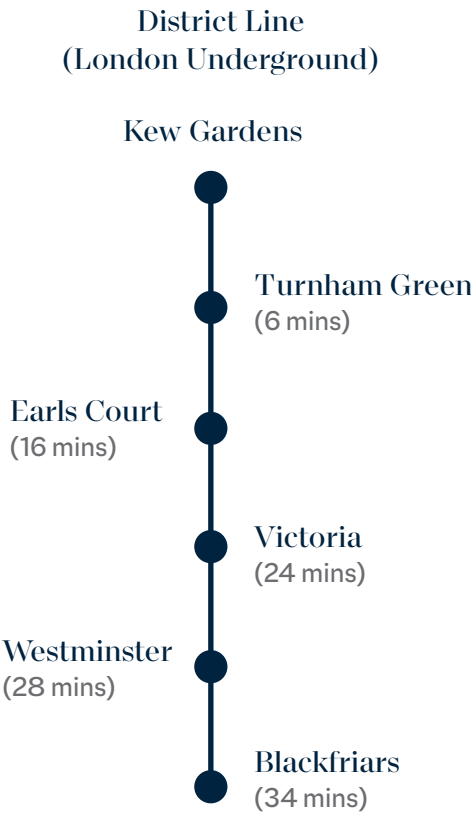 District Line
(London Underground)
Kew Gardens
Turnham Green
(6 mins)
Earls Court
(16 mins)
Victoria
(24 mins)
Westminster
(28 mins)
Blackfriars
(34 mins)